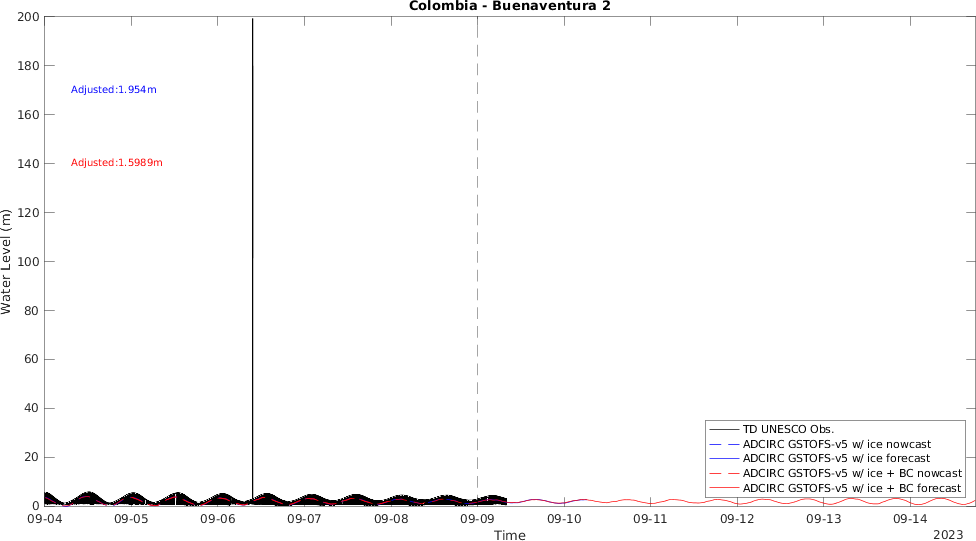 Colombia - Buenaventura 2
200
180
160
140
120
100
80
60
40
20
0
Water Level (m)
Adjusted:1.954m
Adjusted:1.5989m
TD UNESCO Obs.
ADCIRC GSTOFS-v5 w/ ice nowcast
ADCIRC GSTOFS-v5 w/ ice forecast
ADCIRC GSTOFS-v5 w/ ice + BC nowcast
ADCIRC GSTOFS-v5 w/ ice + BC forecast
09-04 09-05 09-06 09-07 09-08 09-09 09-10 09-11 09-12 09-13 09-14
Time
2023